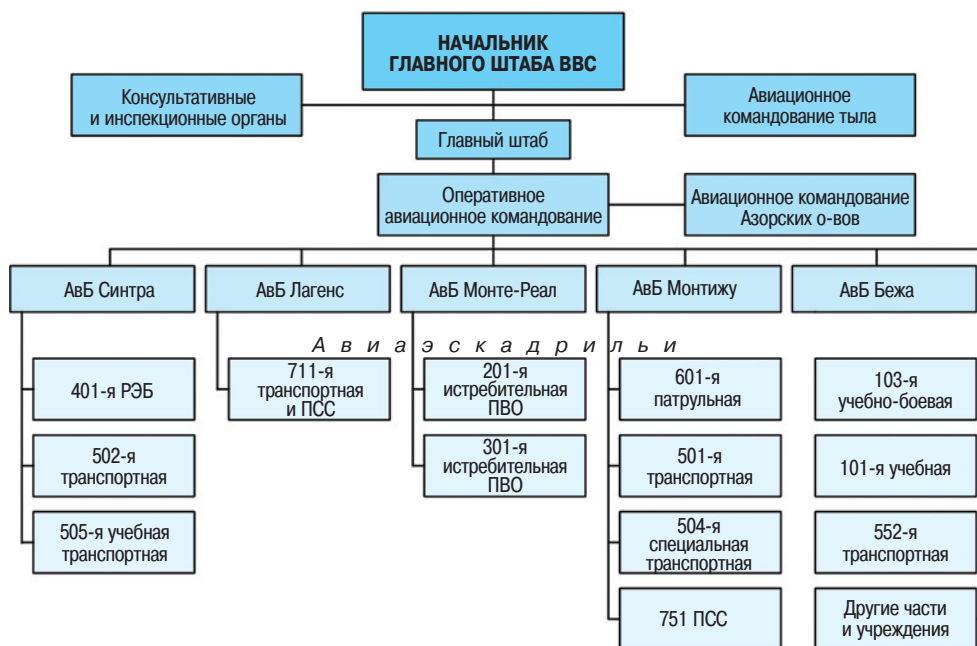 НАЧАЛЬНИК
ГЛАВНОГО ШТАБА ВВС
Консультативные
и инспекционные органы
Авиационное
командование тыла
Главный штаб
Оперативное
авиационное командование
Авиационное командование
Азорских о-вов
АвБ Синтра
АвБ Лагенс
АвБ Монте-Реал
АвБ Монтижу
АвБ Бежа
Авиаэскадрильи
401-я РЭБ
502-я
транспортная
505-я учебная
транспортная
711-я
транспортная
и ПСС
201-я
истребительная
ПВО
301-я
истребительная
ПВО
601-я
патрульная
501-я
транспортная
504-я
специальная
транспортная
751 ПСС
103-я
учебно-боевая
101-я учебная
552-я
транспортная
Другие части
и учреждения